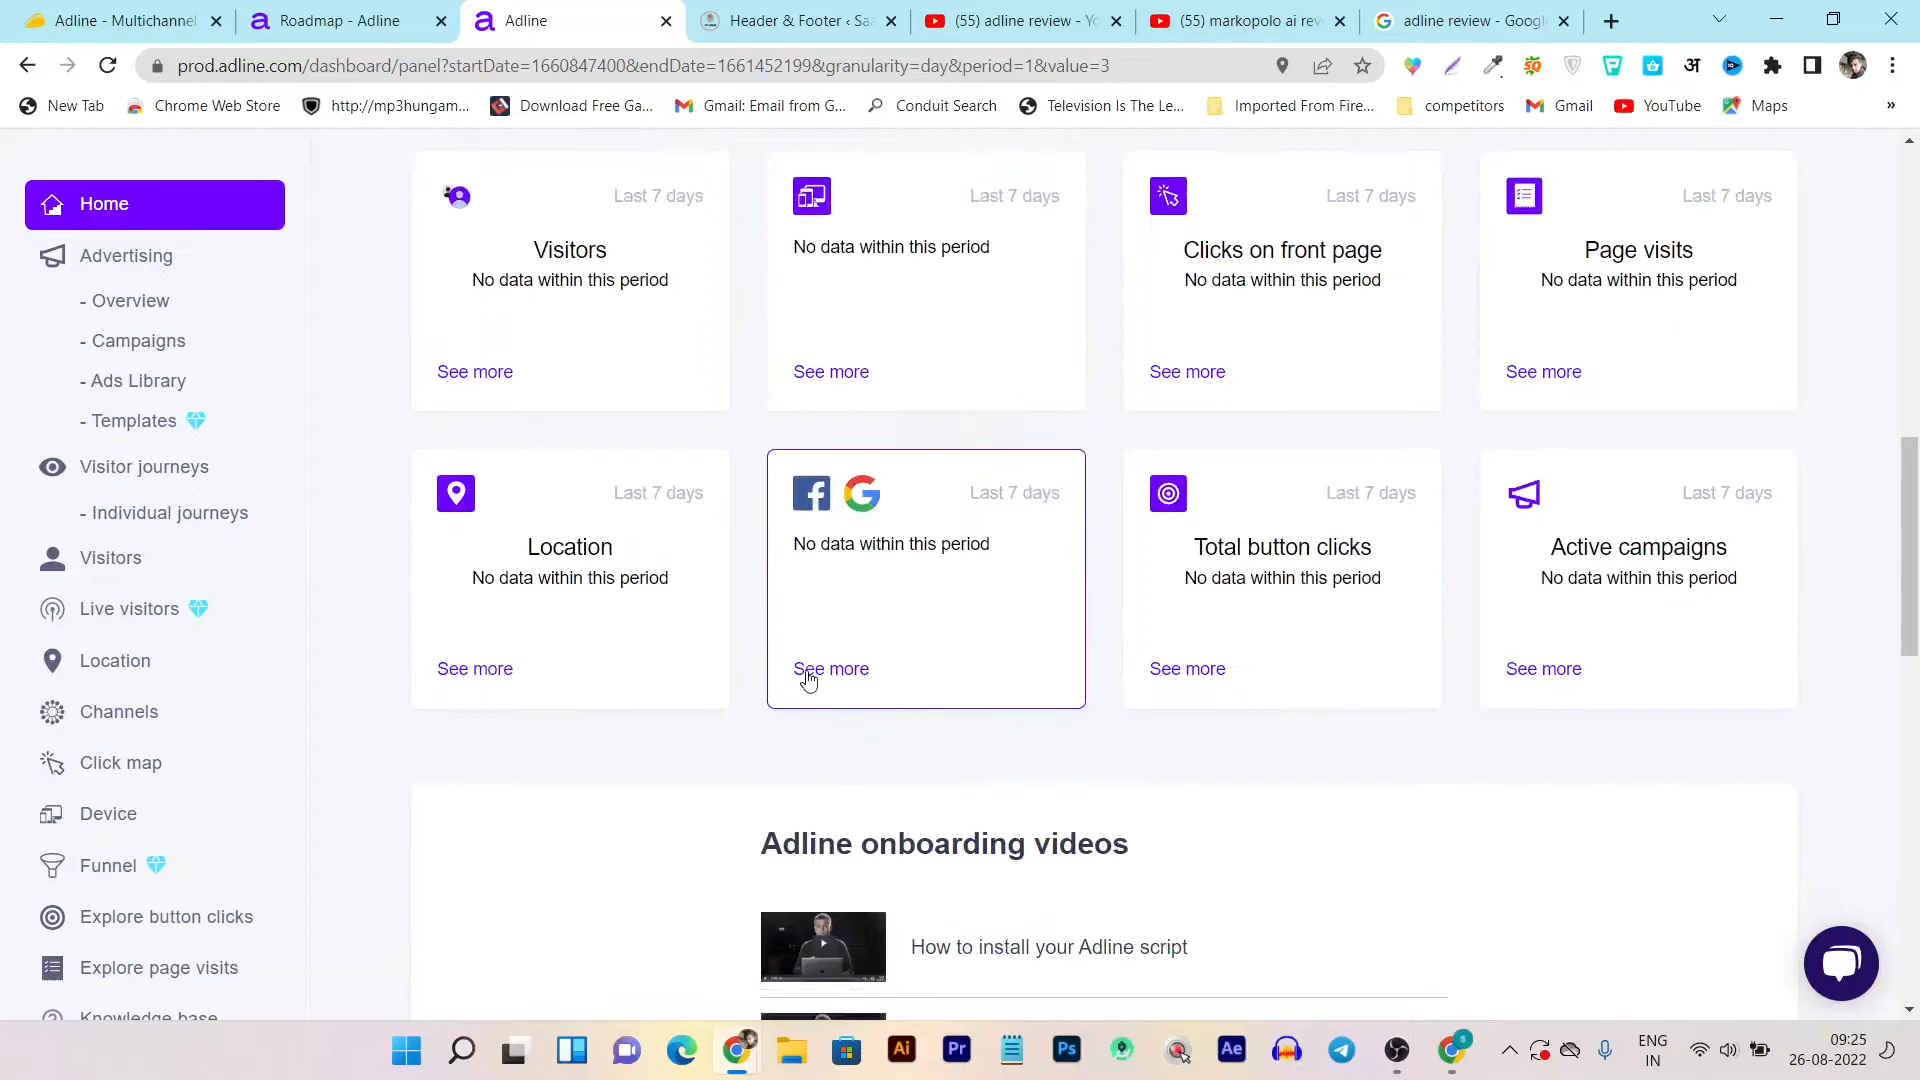 Adline - Multichannel
Roadmap - Adline
Adline
Header & Footer ‹ Saa
(55) adline review - Yo
(55) markopolo ai rev
adline review - Googl
prod.adline.com/dashboard/panel?startDate=1660847400&endDate=1661452199&granularity=day&period=1&value=3
New Tab
Chrome Web Store
http://mp3hungam...
Download Free Ga...
Gmail: Email from G...
Conduit Search
Television Is The Le...
Imported From Fire...
competitors
Gmail
YouTube
Maps
»
Home
Advertising
- Overview
- Campaigns
- Ads Library
- Templates
Visitor journeys
- Individual journeys
Visitors
Live visitors
Location
Channels
Click map
Device
Funnel
Explore button clicks
Explore page visits
Knowledge base
Last 7 days
Visitors
No data within this period
See more
Last 7 days
No data within this period
See more
Last 7 days
Clicks on front page
No data within this period
See more
Last 7 days
Page visits
No data within this period
See more
Last 7 days
Location
No data within this period
See more
Last 7 days
No data within this period
See more
Last 7 days
Total button clicks
No data within this period
See more
Last 7 days
Active campaigns
No data within this period
See more
Adline onboarding videos
How to install your Adline script
Ai
Pr
Ps
Ae
ENG
IN
09:25
26-08-2022